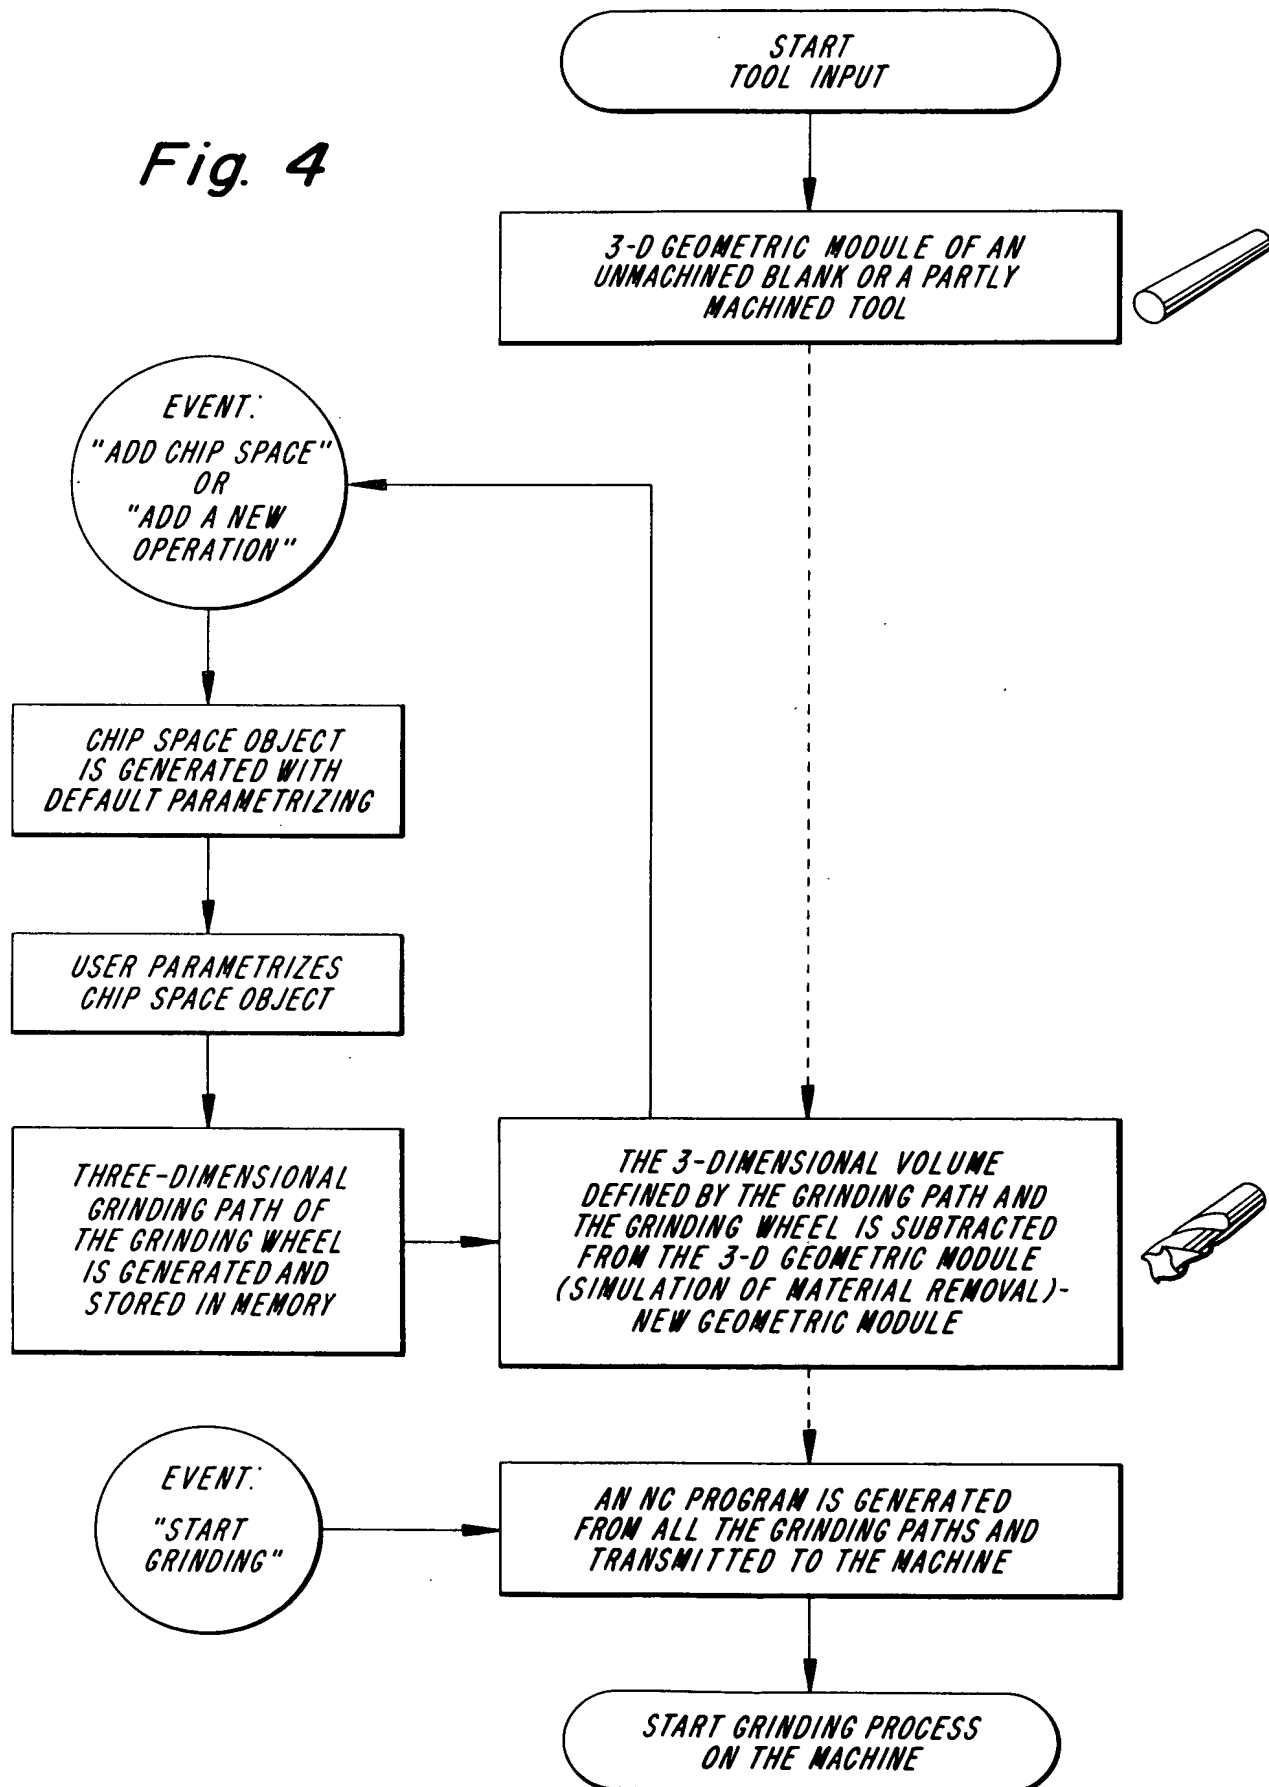 START
TOOL INPUT
Fig. 4
3-D GEOMETRIC MODULE OF AN
UNMACHINED BLANK OR A PARTLY
MACHINED TOOL
EVENT:
"ADD CHIP SPACE"
OR
"ADD A NEW
OPERATION"
CHIP SPACE OBJECT
IS GENERATED WITH
DEFAULT PARAMETRIZING
USER PARAMETRIZES
CHIP SPACE OBJECT
THREE-DIMENSIONAL
GRINDING PATH OF
THE GRINDING WHEEL
IS GENERATED AND
STORED IN MEMORY
THE 3-DIMENSIONAL VOLUME
DEFINED BY THE GRINDING PATH AND
THE GRINDING WHEEL IS SUBTRACTED
FROM THE 3-D GEOMETRIC MODULE
(SIMULATION OF MATERIAL REMOVAL)-
NEW GEOMETRIC MODULE
EVENT:
"START
GRINDING"
AN NC PROGRAM IS GENERATED
FROM ALL THE GRINDING PATHS AND
TRANSMITTED TO THE MACHINE
START GRINDING PROCESS
ON THE MACHINE